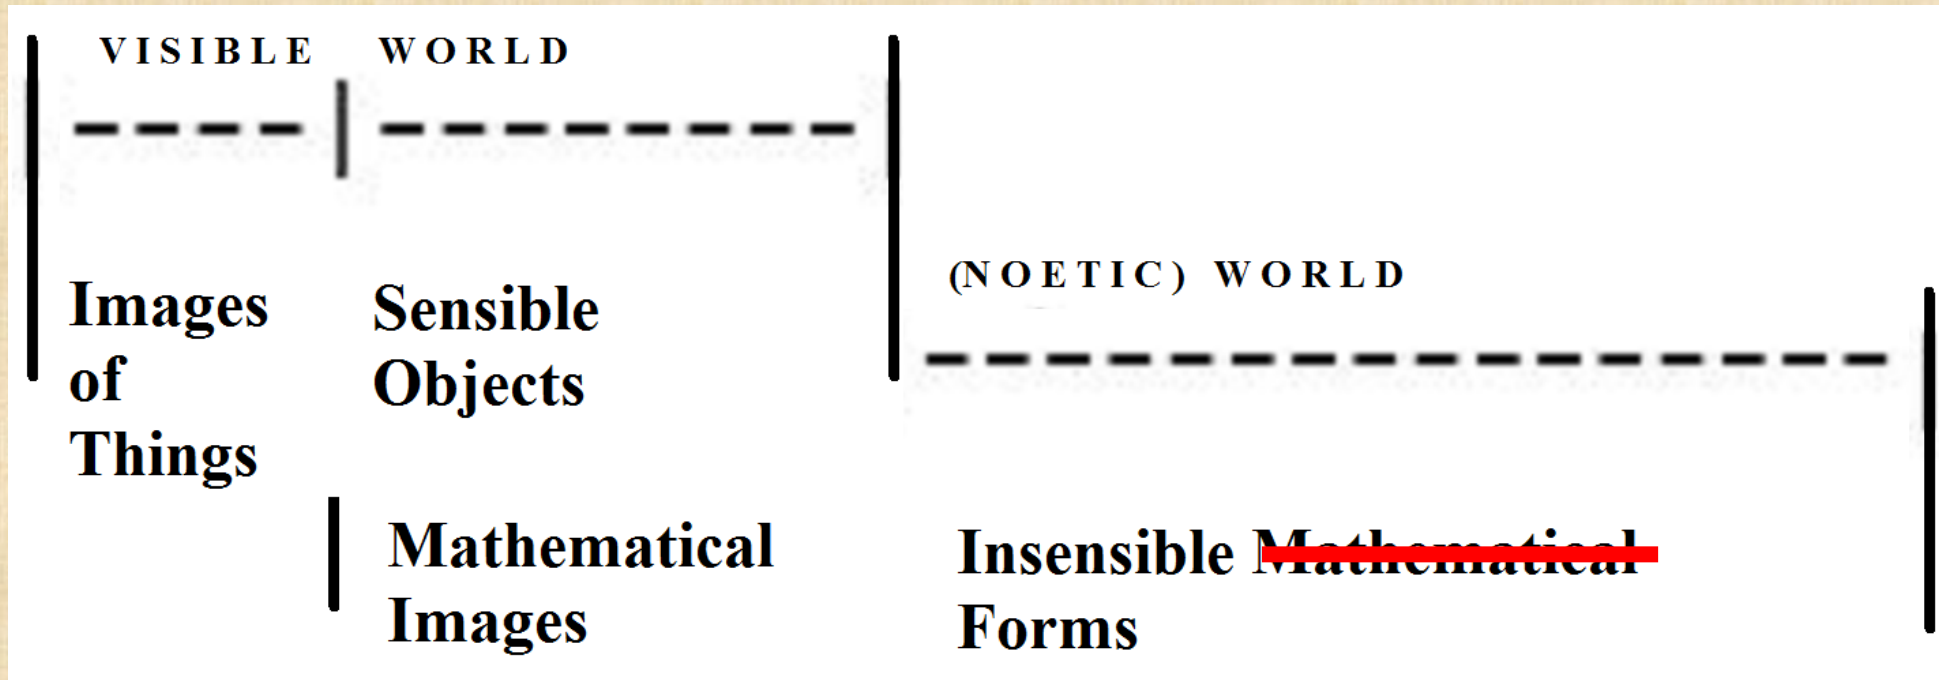 VISIBLE WORLD
Images
of
Things
Sensible
Objects
(NOETIC) WORLD
Mathematical
Images
Insensible Mathematical
Forms